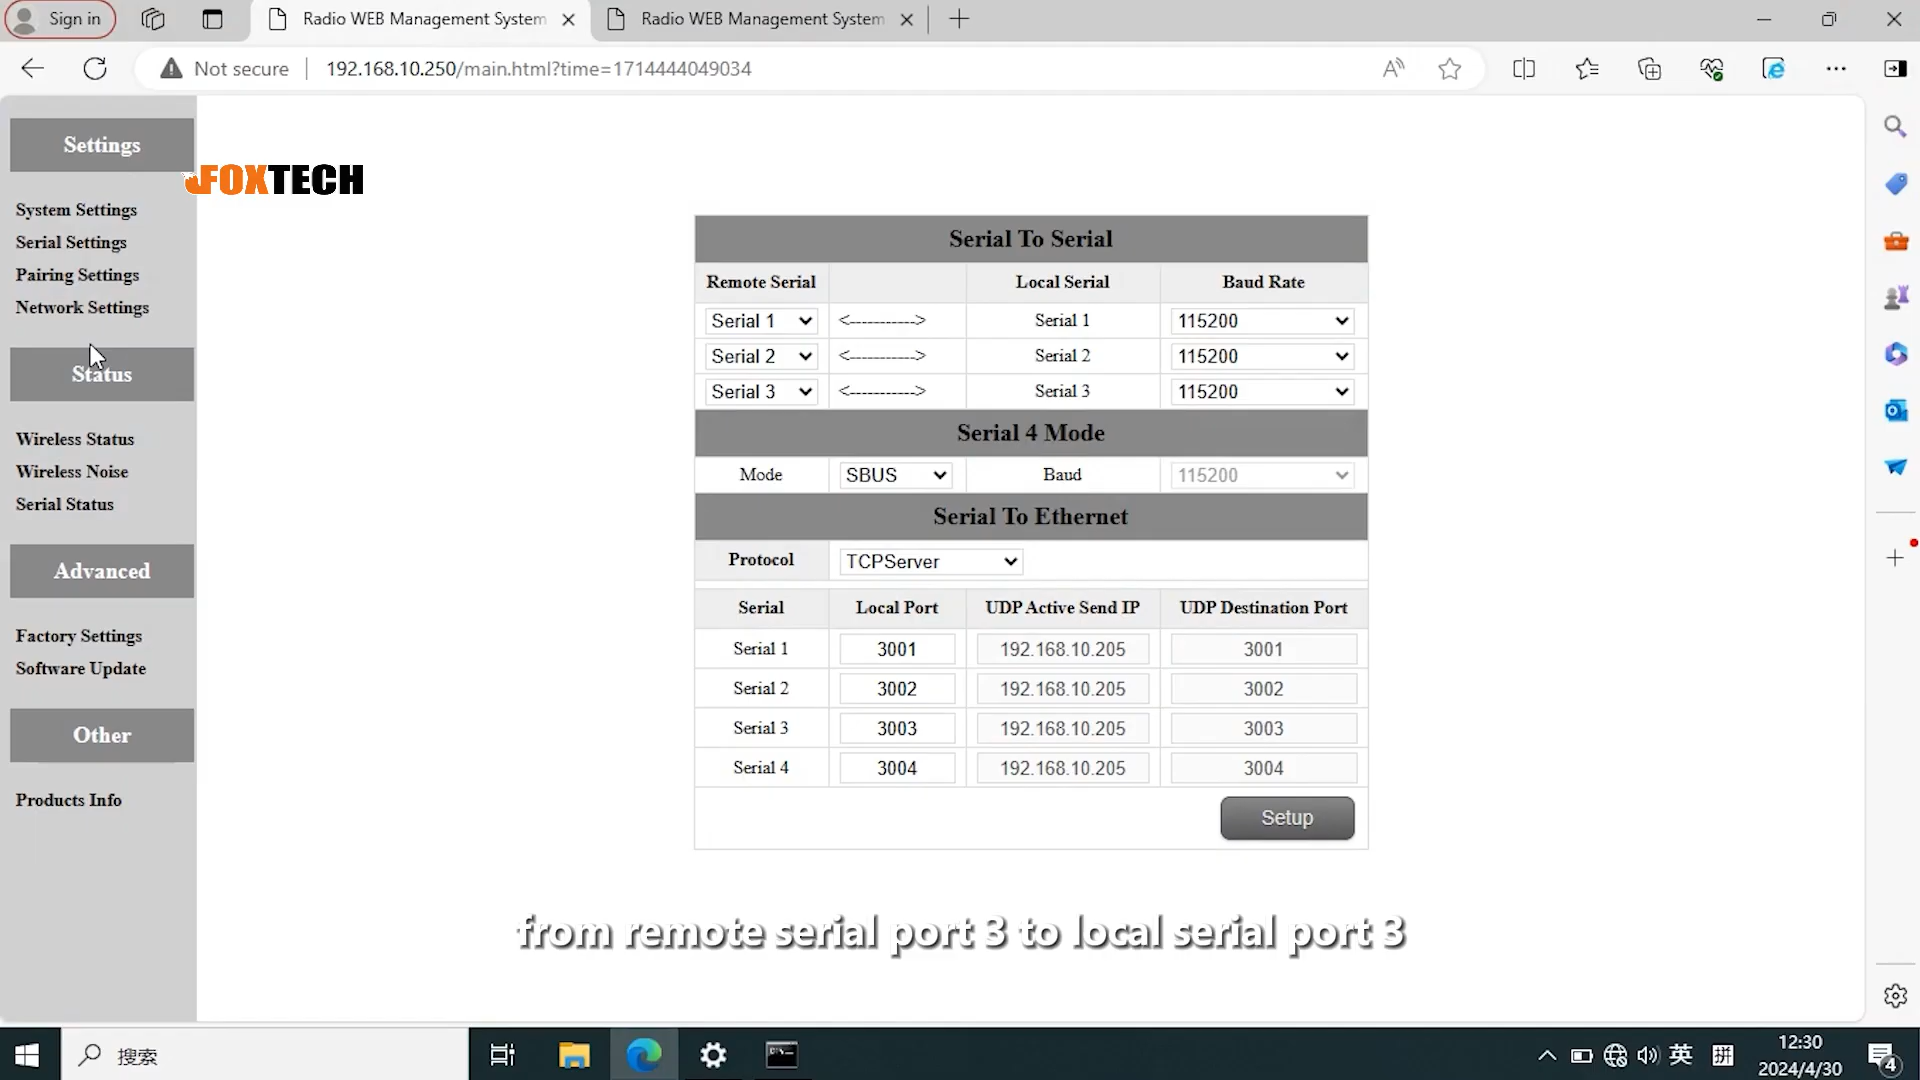 Sign in
Radio WEB Management System
Radio WEB Management System
Not secure
192.168.10.250/main.html?time=1714444049034
Settings
FOXTECH
System Settings
Serial Settings
Pairing Settings
Network Settings
Status
Wireless Status
Wireless Noise
Serial Status
Advanced
Factory Settings
Software Update
Other
Products Info
Serial To Serial
Remote Serial Local Serial Baud Rate
Serial 1 <-----------> Serial 1 115200
Serial 2 <-----------> Serial 2 115200
Serial 3 <-----------> Serial 3 115200
Serial 4 Mode
Mode SBUS Baud 115200
Serial To Ethernet
Protocol TCPServer
Serial Local Port UDP Active Send IP UDP Destination Port
Serial 1 3001 192.168.10.205 3001
Serial 2 3002 192.168.10.205 3002
Serial 3 3003 192.168.10.205 3003
Serial 4 3004 192.168.10.205 3004
Setup
from remote serial port 3 to local serial port 3
搜索
英
拼
12:30
2024/4/30
4